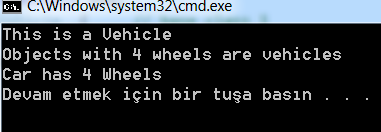 C:\Windows\system32\cmd.exe
This is a Vehicle
Objects with 4 wheels are vehicles
Car has 4 Wheels
Devam etmek için bir tuşa basın . . .